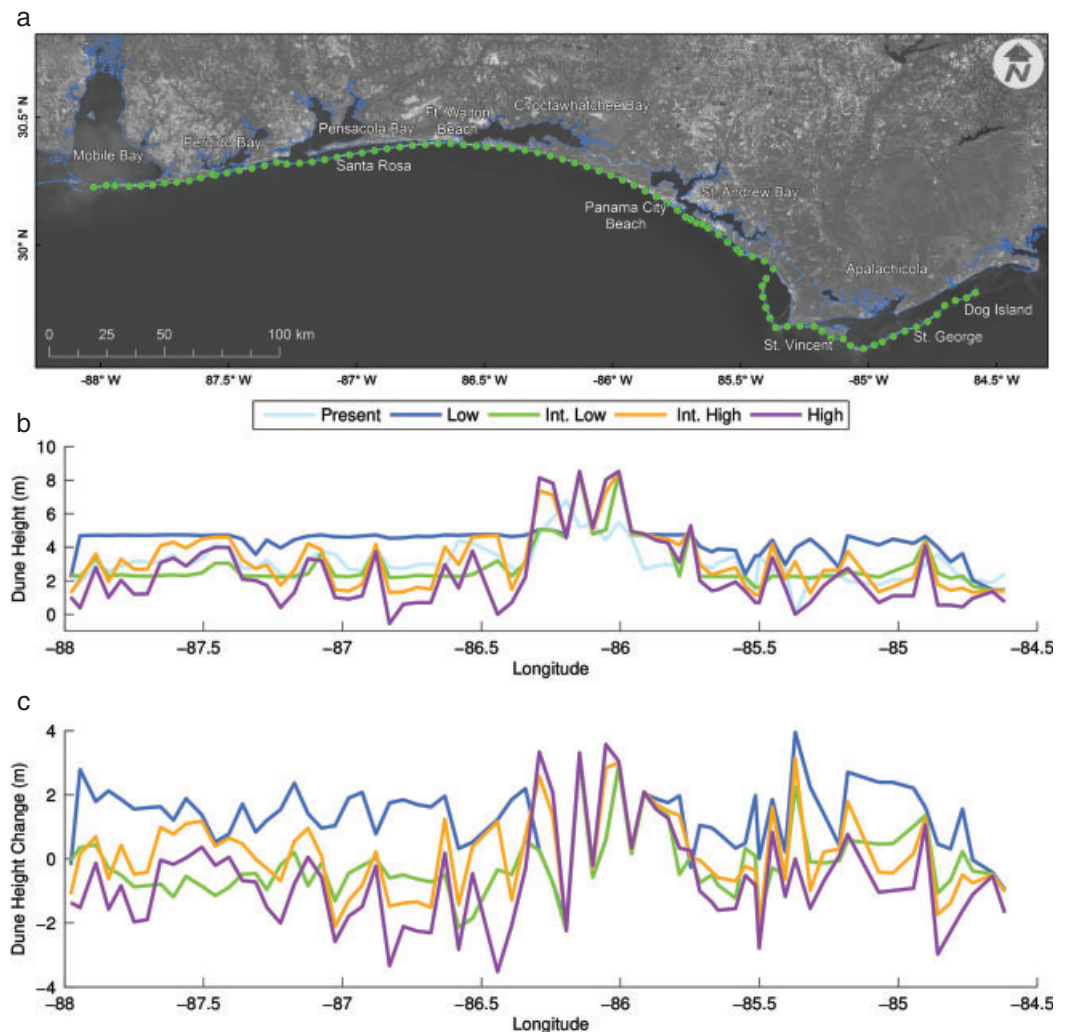 a
N
30.5° N
30° N
Mobile Bay
Perdido Bay
Pensacola Bay
Ft. Walton
Beach
Choctawhatchee Bay
Santa Rosa
Panama City
Beach
St. Andrew Bay
Apalachicola
Dog Island
St. George
St. Vincent
0 25 50 100 km
-88° W -87.5° W -87° W -86.5° W -86° W -85.5° W -85° W -84.5° W
Present Low Int. Low Int. High High
b
Dune Height (m)
10
8
6
4
2
0
-88 -87.5 -87 -86.5 -86 -85.5 -85 -84.5
Longitude
c
Dune Height Change (m)
4
2
0
-2
-4
-88 -87.5 -87 -86.5 -86 -85.5 -85 -84.5
Longitude